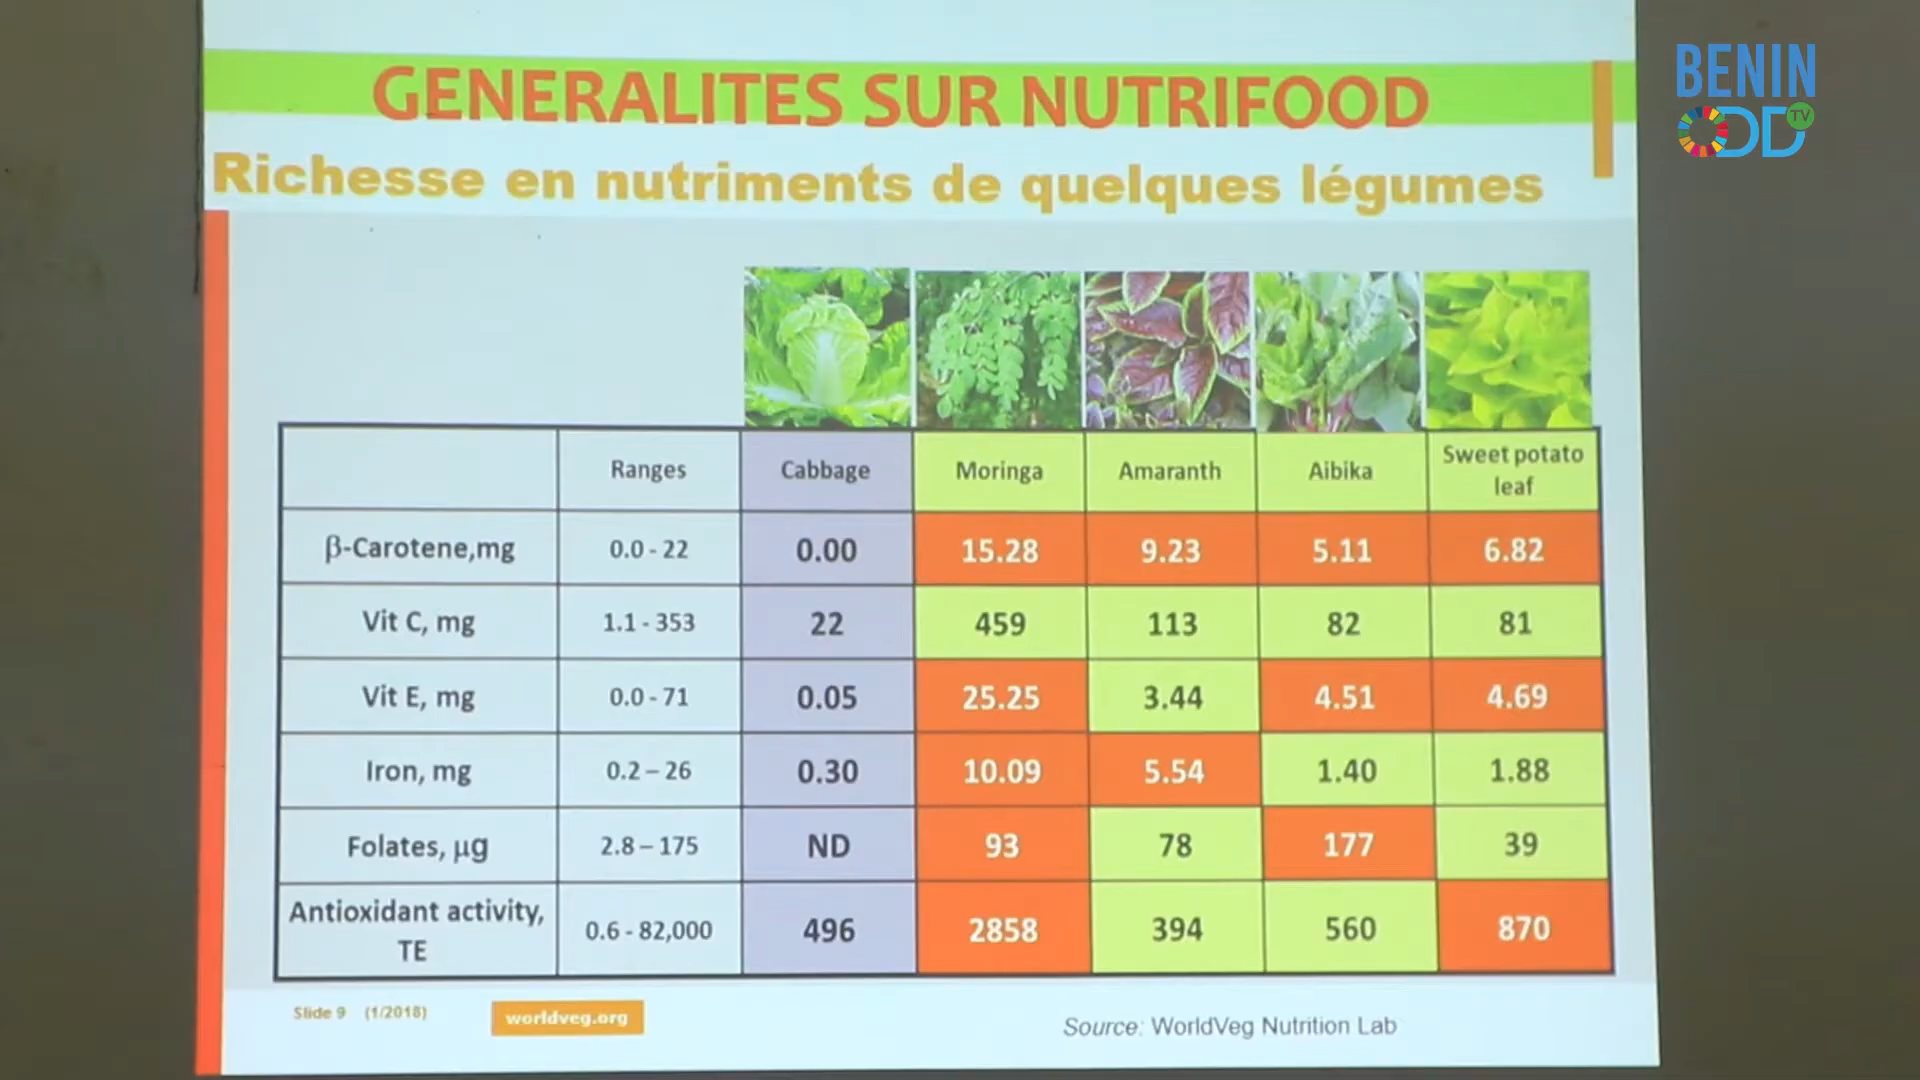 GENERALITES SUR NUTRIFOOD
BENIN
ODD TV
Richesse en nutriments de quelques légumes
Ranges Cabbage Moringa Amaranth Aibika Sweet potato leaf
β-Carotene,mg 0.0 - 22 0.00 15.28 9.23 5.11 6.82
Vit C, mg 1.1 - 353 22 459 113 82 81
Vit E, mg 0.0 - 71 0.05 25.25 3.44 4.51 4.69
Iron, mg 0.2 – 26 0.30 10.09 5.54 1.40 1.88
Folates, µg 2.8 – 175 ND 93 78 177 39
Antioxidant activity, TE 0.6 - 82,000 496 2858 394 560 870
Slide 9 (1/2018)
worldveg.org
Source: WorldVeg Nutrition Lab